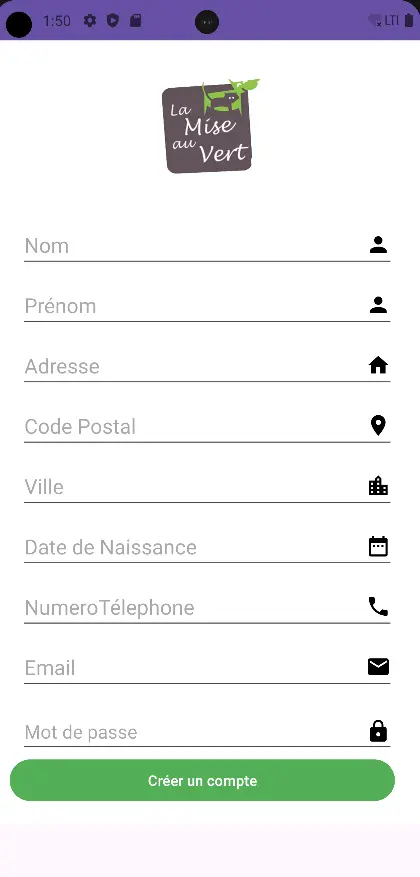 1:50
LTE
La
Mise
au
Vert
Nom
Prénom
Adresse
Code Postal
Ville
Date de Naissance
NumeroTélephone
Email
Mot de passe
Créer un compte